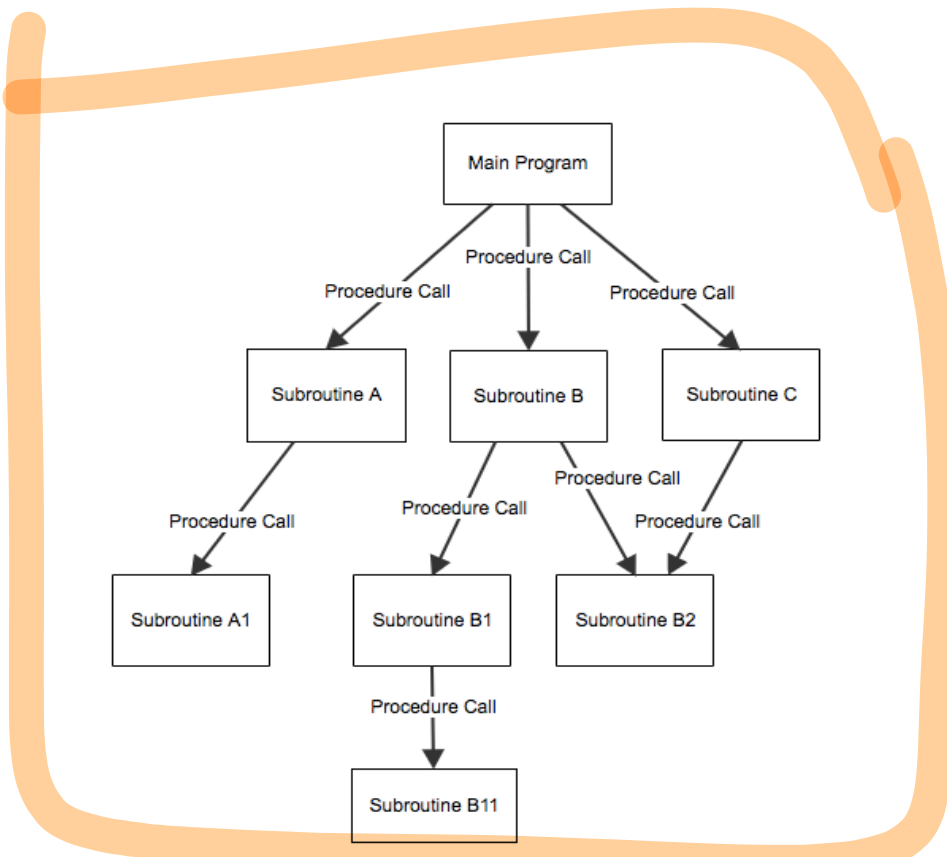 Main Program
Procedure Call
Procedure Call
Procedure Call
Subroutine A
Subroutine B
Subroutine C
Procedure Call
Procedure Call
Procedure Call
Procedure Call
Subroutine A1
Subroutine B1
Subroutine B2
Procedure Call
Subroutine B11